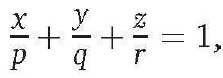 x/p + y/q + z/r = 1,